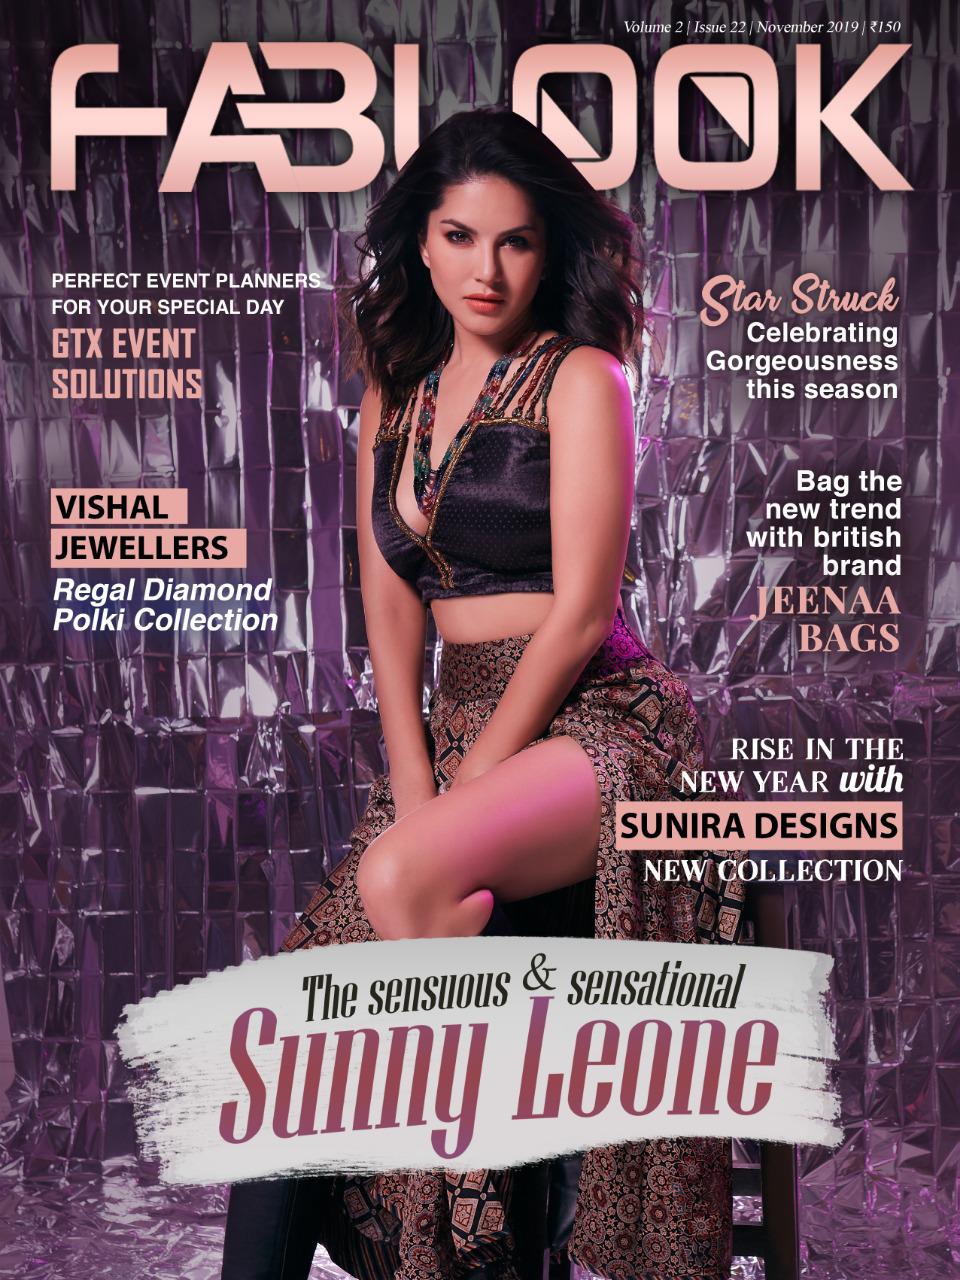 Volume 2 | Issue 22 | November 2019 | ₹150
FABLOOK
PERFECT EVENT PLANNERS
FOR YOUR SPECIAL DAY
GTX EVENT
SOLUTIONS
Star Struck
Celebrating
Gorgeousness
this season
VISHAL
JEWELLERS
Regal Diamond
Polki Collection
Bag the
new trend
with british
brand
JEENAA
BAGS
RISE IN THE
NEW YEAR with
SUNIRA DESIGNS
NEW COLLECTION
The sensuous & sensational
Sunny Leone